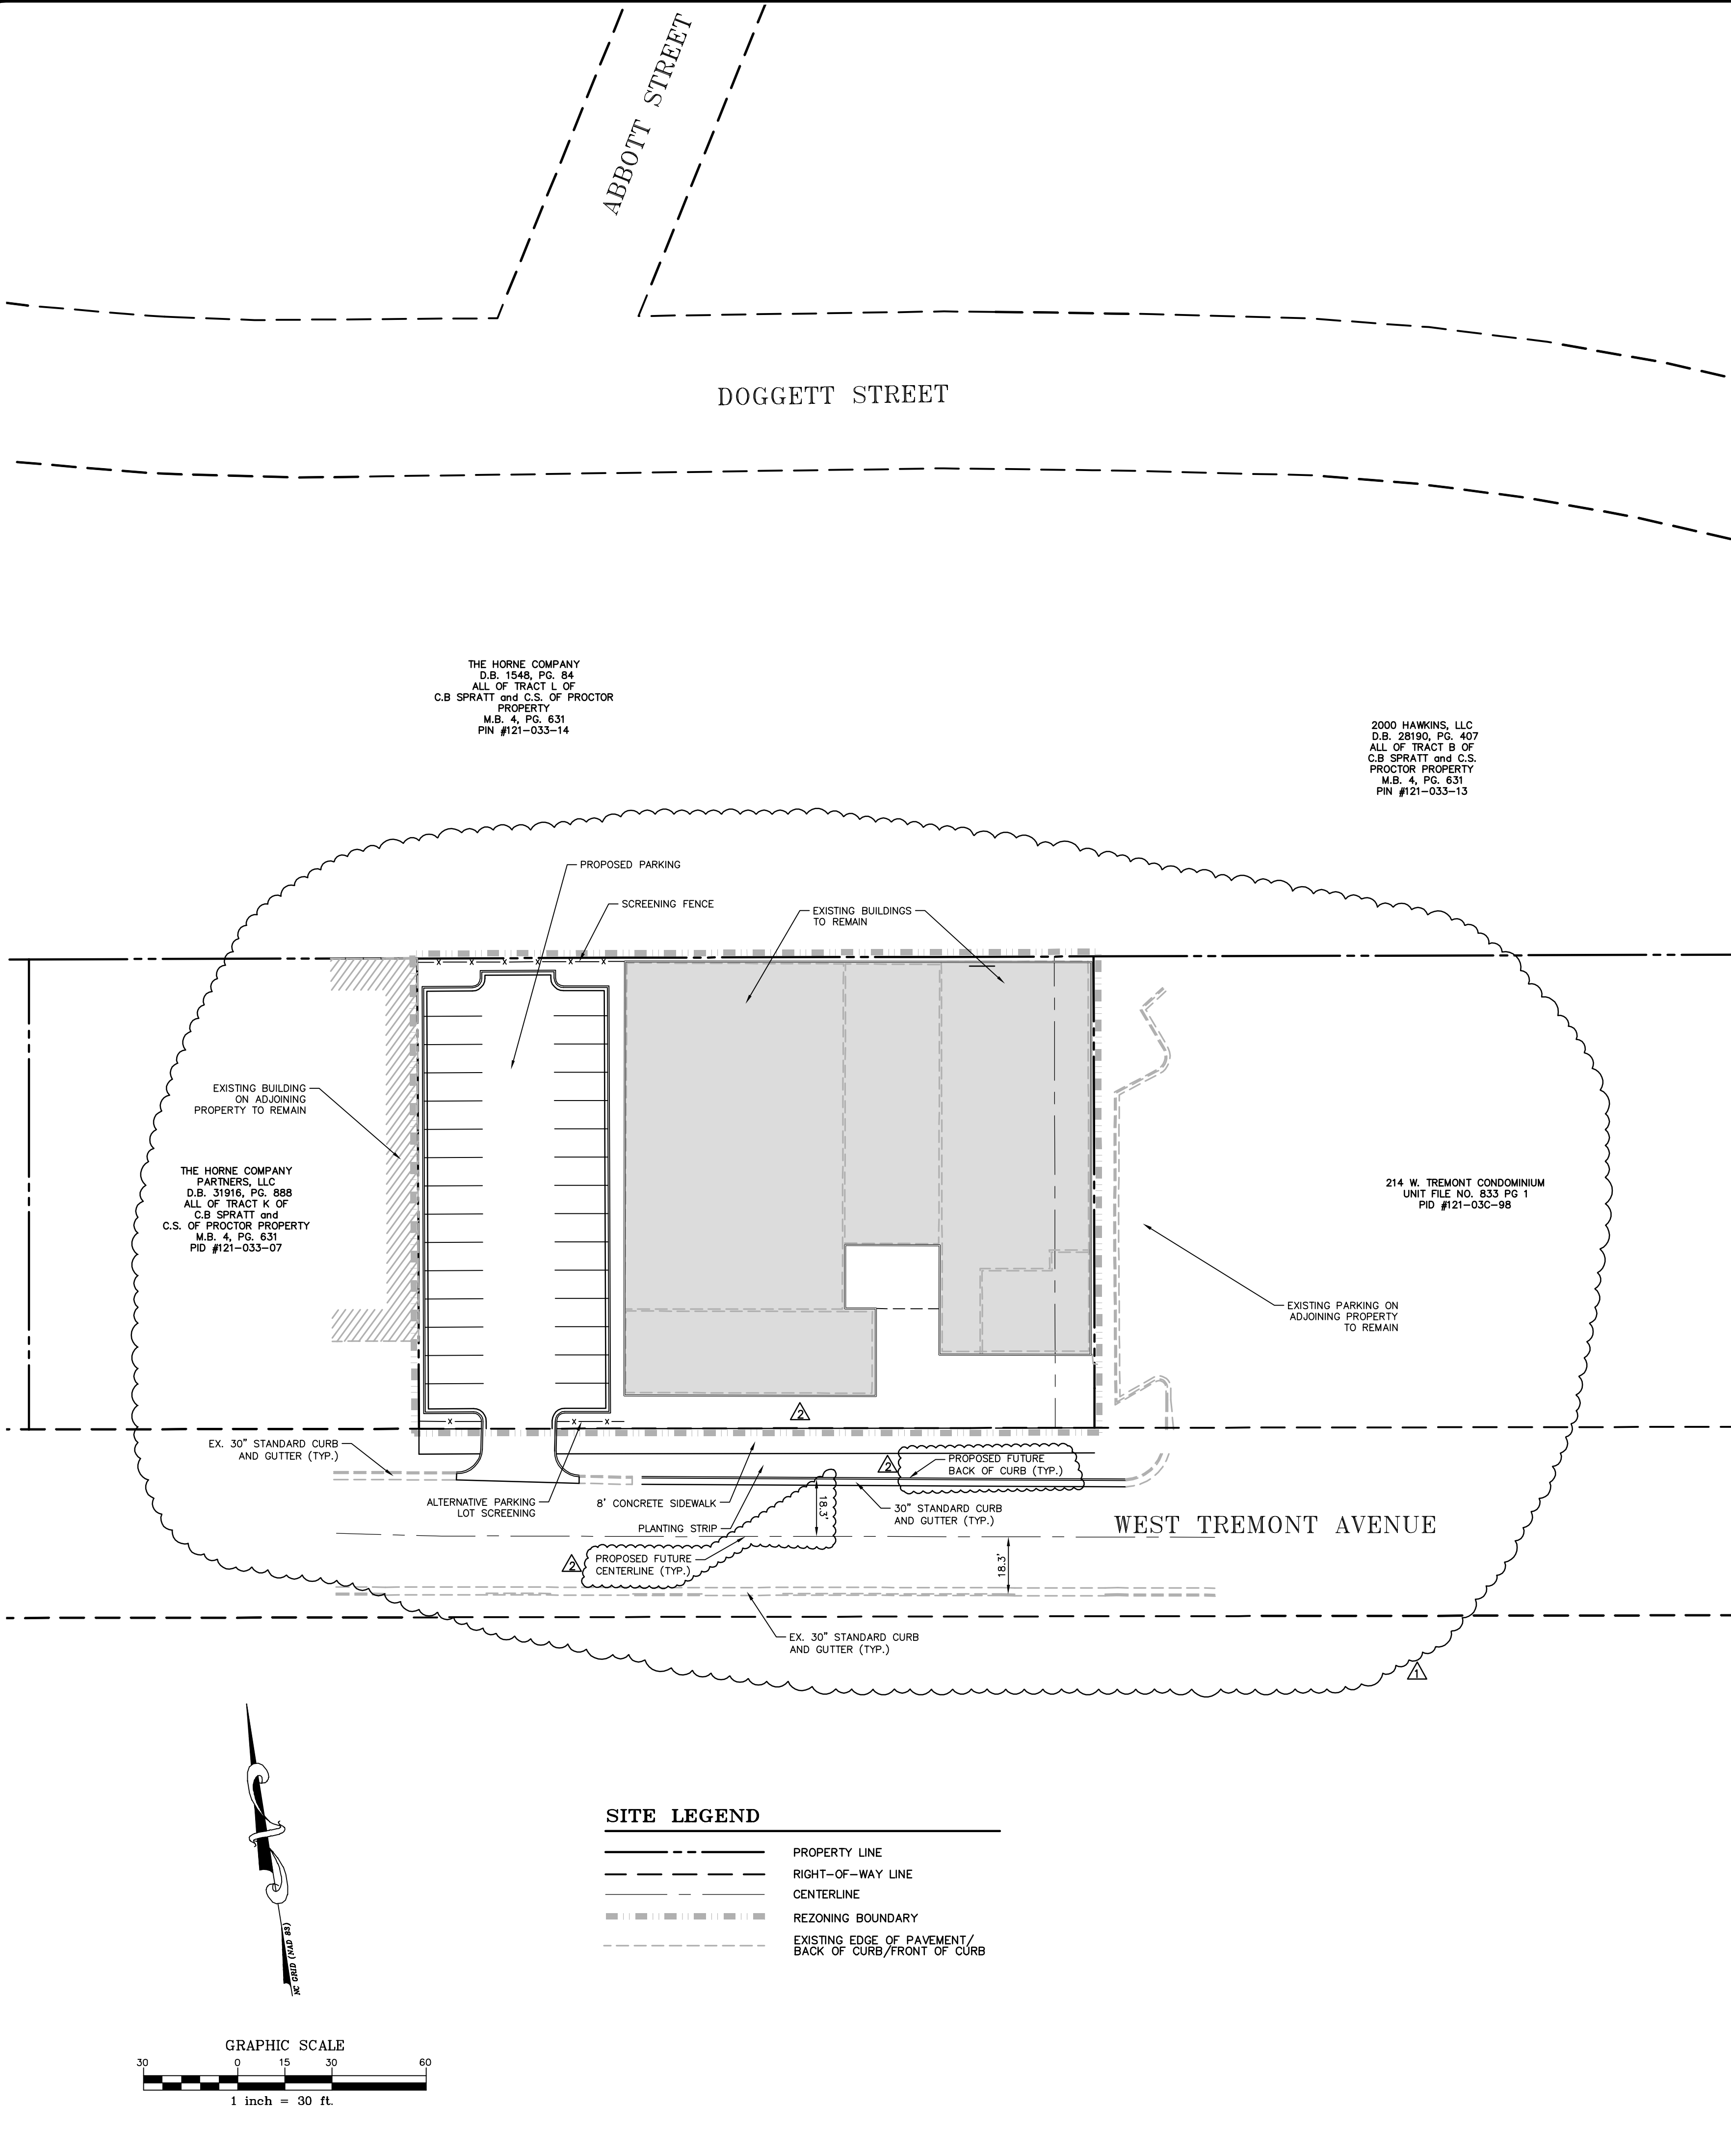 ABBOTT STREET
DOGGETT STREET
THE HORNE COMPANY
D.B. 1548, PG. 84
ALL OF TRACT L OF
C.B SPRATT and C.S. OF PROCTOR
PROPERTY
M.B. 4, PG. 631
PIN #121-033-14
2000 HAWKINS, LLC
D.B. 28190, PG. 407
ALL OF TRACT B OF
C.B SPRATT and C.S.
PROCTOR PROPERTY
M.B. 4, PG. 631
PIN #121-033-13
PROPOSED PARKING
SCREENING FENCE
EXISTING BUILDINGS
TO REMAIN
X X X X X X
EXISTING BUILDING
ON ADJOINING
PROPERTY TO REMAIN
THE HORNE COMPANY
PARTNERS, LLC
D.B. 31916, PG. 888
ALL OF TRACT K OF
C.B SPRATT and
C.S. OF PROCTOR PROPERTY
M.B. 4, PG. 631
PID #121-033-07
214 W. TREMONT CONDOMINIUM
UNIT FILE NO. 833 PG 1
PID #121-03C-98
EXISTING PARKING ON
ADJOINING PROPERTY
TO REMAIN
2
X X X
EX. 30" STANDARD CURB
AND GUTTER (TYP.)
2
PROPOSED FUTURE
BACK OF CURB (TYP.)
ALTERNATIVE PARKING
LOT SCREENING
8' CONCRETE SIDEWALK
18.3'
30" STANDARD CURB
AND GUTTER (TYP.)
PLANTING STRIP
WEST TREMONT AVENUE
2
PROPOSED FUTURE
CENTERLINE (TYP.)
18.3'
EX. 30" STANDARD CURB
AND GUTTER (TYP.)
1
NC GRID (NAD 83)
SITE LEGEND
PROPERTY LINE
RIGHT-OF-WAY LINE
CENTERLINE
REZONING BOUNDARY
EXISTING EDGE OF PAVEMENT/
BACK OF CURB/FRONT OF CURB
GRAPHIC SCALE
30 0 15 30 60
1 inch = 30 ft.